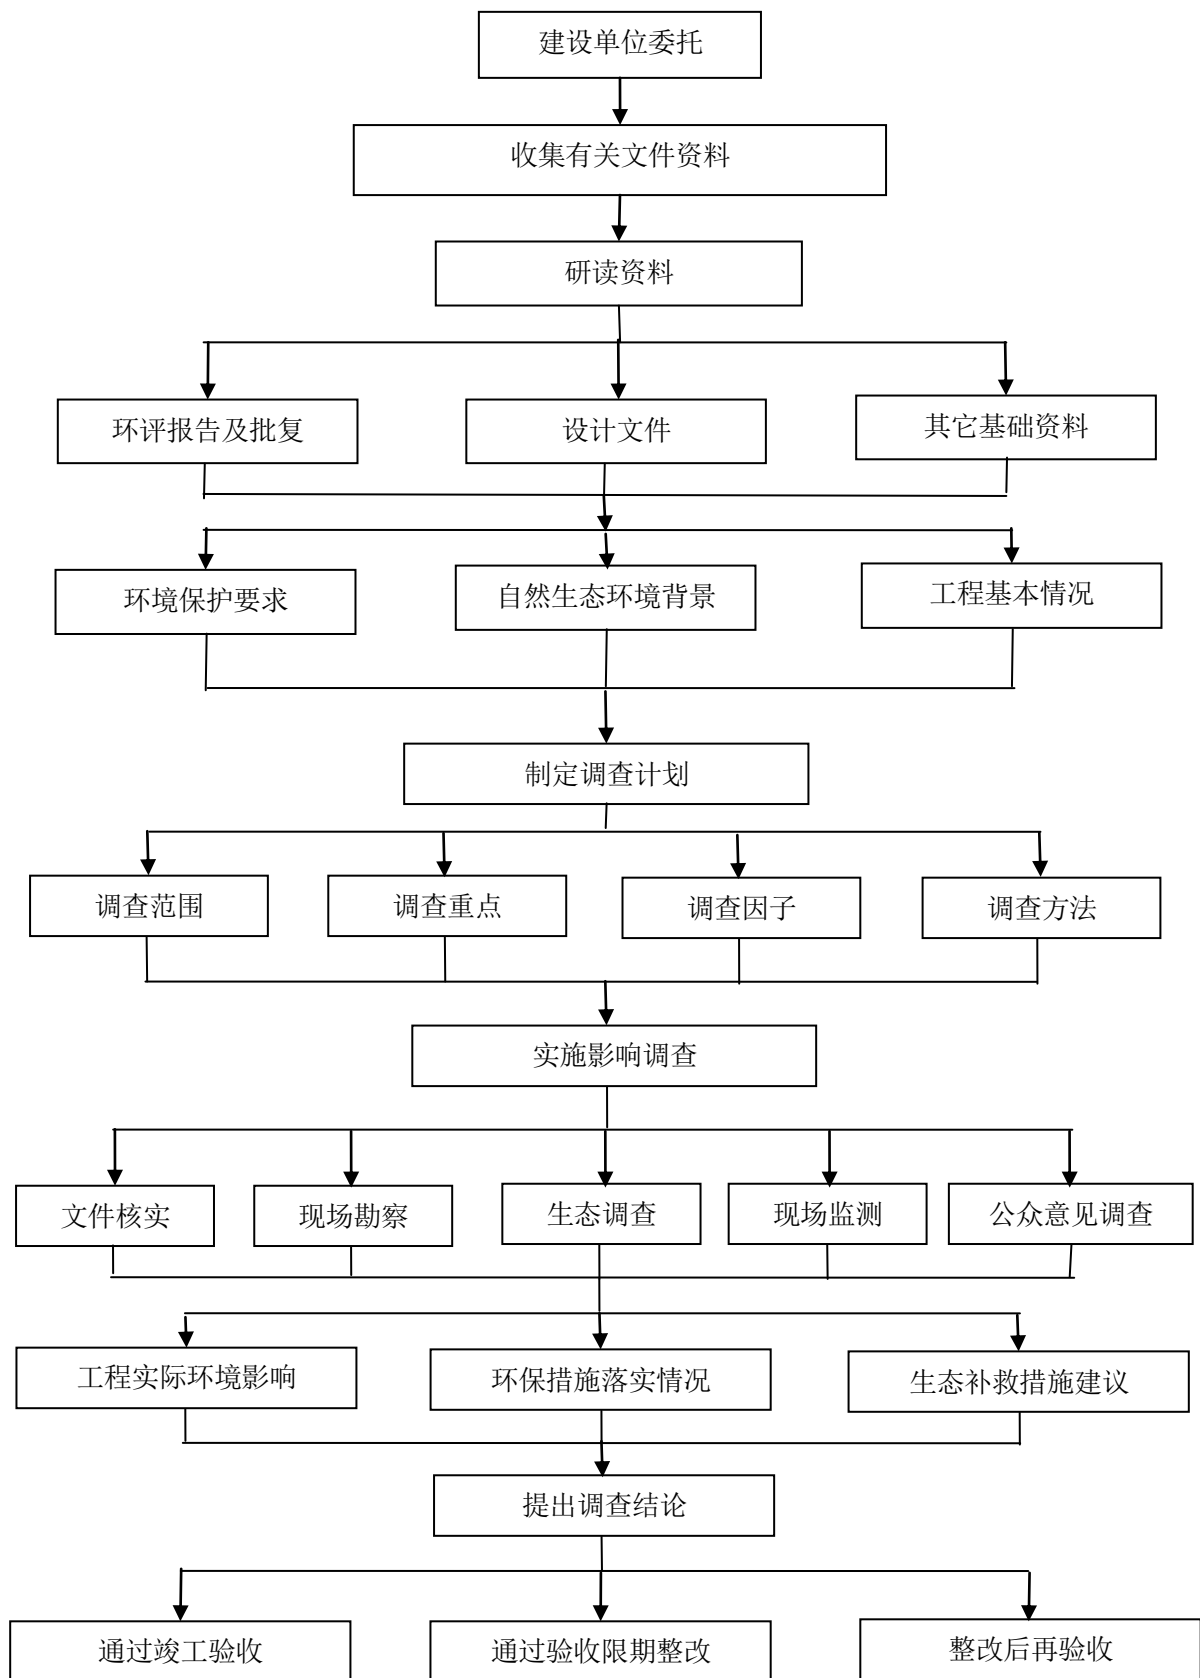 建设单位委托
收集有关文件资料
研读资料
环评报告及批复
设计文件
其它基础资料
环境保护要求
自然生态环境背景
工程基本情况
制定调查计划
调查范围
调查重点
调查因子
调查方法
实施影响调查
文件核实
现场勘察
生态调查
现场监测
公众意见调查
工程实际环境影响
环保措施落实情况
生态补救措施建议
提出调查结论
通过竣工验收
通过验收限期整改
整改后再验收